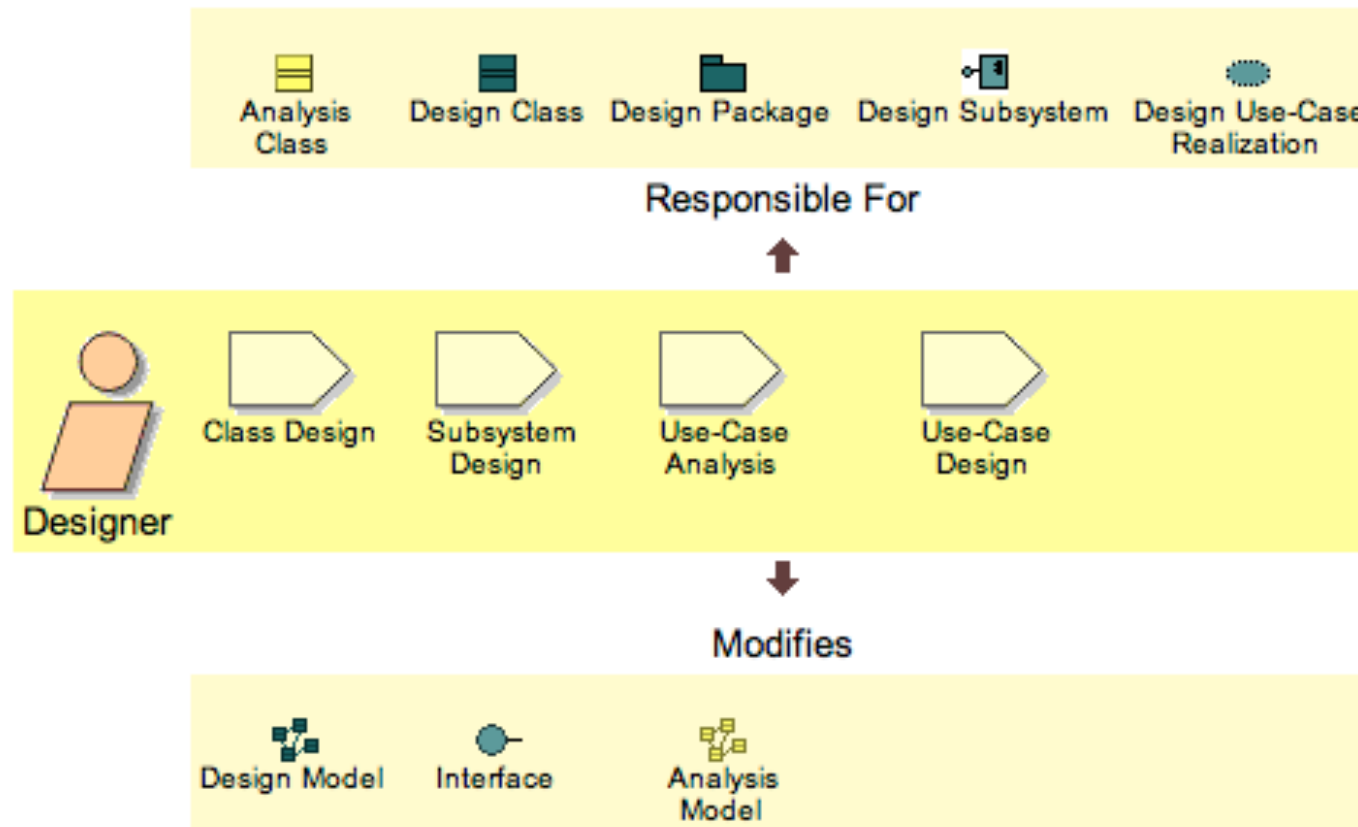 Analysis
Class
Design Class
Design Package
Design Subsystem
Design Use-Case
Realization
Responsible For
Designer
Class Design
Subsystem
Design
Use-Case
Analysis
Use-Case
Design
Modifies
Design Model
Interface
Analysis
Model